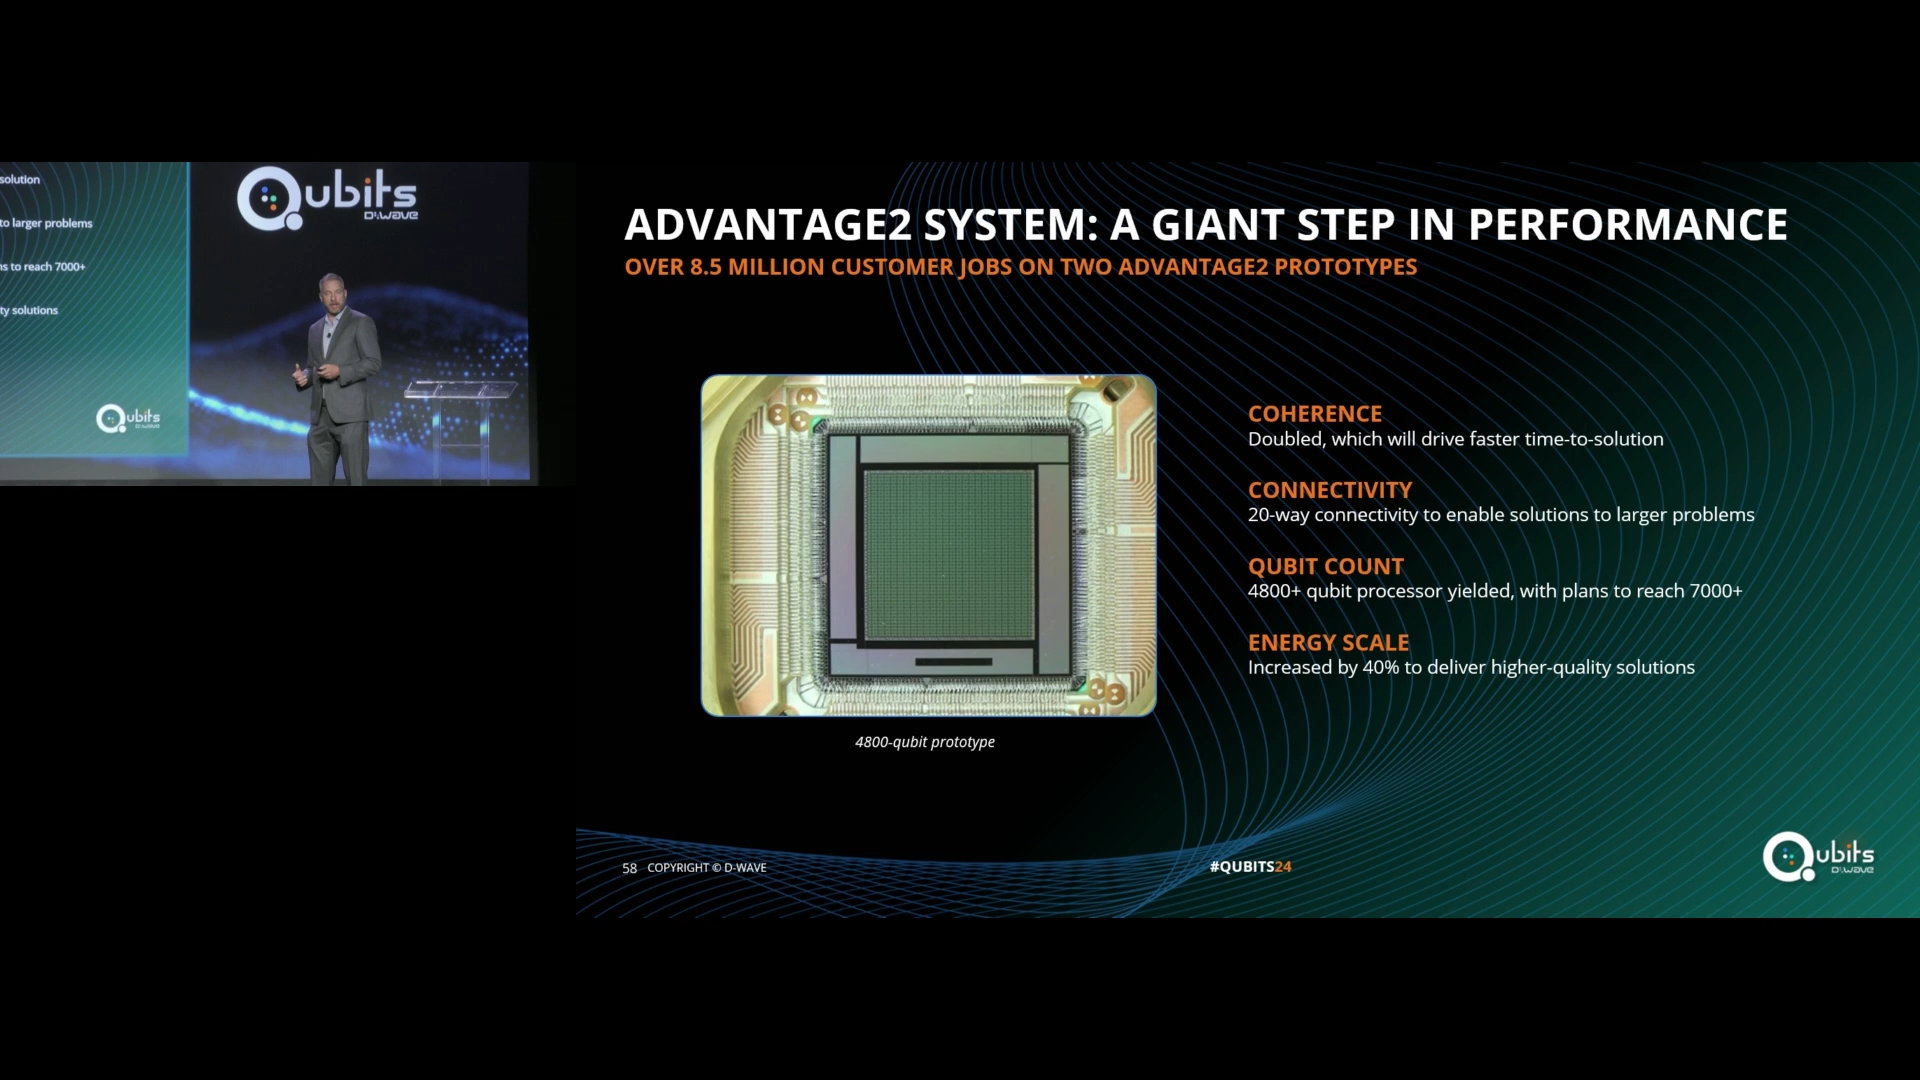 solution
to larger problems
ns to reach 7000+
ty solutions
Qubits
D:wave
Qubits
D:wave
ADVANTAGE2 SYSTEM: A GIANT STEP IN PERFORMANCE
OVER 8.5 MILLION CUSTOMER JOBS ON TWO ADVANTAGE2 PROTOTYPES
COHERENCE
Doubled, which will drive faster time-to-solution
CONNECTIVITY
20-way connectivity to enable solutions to larger problems
QUBIT COUNT
4800+ qubit processor yielded, with plans to reach 7000+
ENERGY SCALE
Increased by 40% to deliver higher-quality solutions
4800-qubit prototype
58 COPYRIGHT © D-WAVE
#QUBITS24
Qubits
D:wave